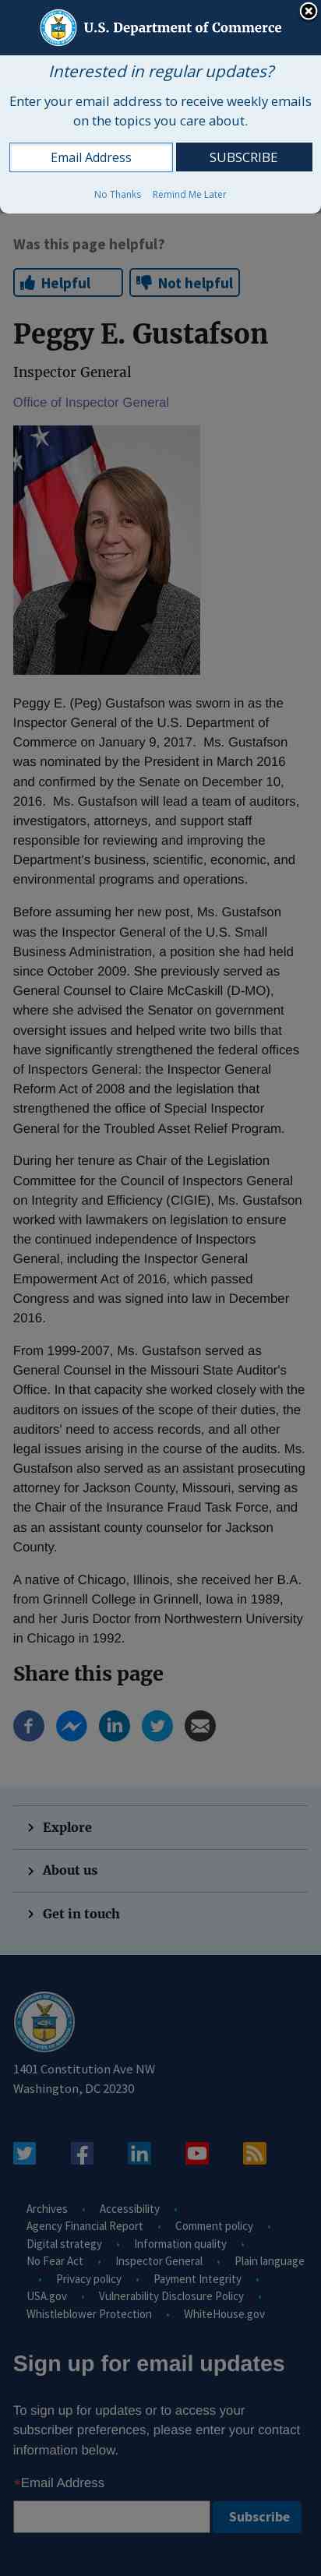 U.S. Department of Commerce
Interested in regular updates?
Enter your email address to receive weekly emails
on the topics you care about.
Email Address
SUBSCRIBE
No Thanks
Remind Me Later
Was this page helpful?
Helpful
Not helpful
Peggy E. Gustafson
Inspector General
Office of Inspector General
Peggy E. (Peg) Gustafson was sworn in as the
Inspector General of the U.S. Department of
Commerce on January 9, 2017.  Ms. Gustafson
was nominated by the President in March 2016
and confirmed by the Senate on December 10,
2016.  Ms. Gustafson will lead a team of auditors,
investigators, attorneys, and support staff
responsible for reviewing and improving the
Department's business, scientific, economic, and
environmental programs and operations.
Before assuming her new post, Ms. Gustafson
was the Inspector General of the U.S. Small
Business Administration, a position she had held
since October 2009. She previously served as
General Counsel to Claire McCaskill (D-MO),
where she advised the Senator on government
oversight issues and helped write two bills that
have significantly strengthened the federal offices
of Inspectors General: the Inspector General
Reform Act of 2008 and the legislation that
strengthened the office of Special Inspector
General for the Troubled Asset Relief Program.
During her tenure as Chair of the Legislation
Committee for the Council of Inspectors General
on Integrity and Efficiency (CIGIE), Ms. Gustafson
worked with lawmakers on legislation to ensure
the continued independence of Inspectors
General, including the Inspector General
Empowerment Act of 2016, which passed
Congress and was signed into law in December
2016.
From 1999-2007, Ms. Gustafson served as
General Counsel in the Missouri State Auditor's
Office. In that capacity she worked closely with the
auditors on issues of the scope of their duties, the
auditors' need to access records, and all other
legal issues arising in the course of the audits. Ms.
Gustafson also served as an assistant prosecuting
attorney for Jackson County, Missouri, serving as
the Chair of the Insurance Fraud Task Force, and
as an assistant county counselor for Jackson
County.
A native of Chicago, Illinois, she received her B.A.
from Grinnell College in Grinnell, Iowa in 1989,
and her Juris Doctor from Northwestern University
in Chicago in 1992.
Share this page
Explore
About us
Get in touch
1401 Constitution Ave NW
Washington, DC 20230
Archives • Accessibility •
Agency Financial Report • Comment policy •
Digital strategy • Information quality •
No Fear Act • Inspector General • Plain language
• Privacy policy • Payment Integrity •
USA.gov • Vulnerability Disclosure Policy •
Whistleblower Protection • WhiteHouse.gov
Sign up for email updates
To sign up for updates or to access your
subscriber preferences, please enter your contact
information below.
*Email Address
Subscribe